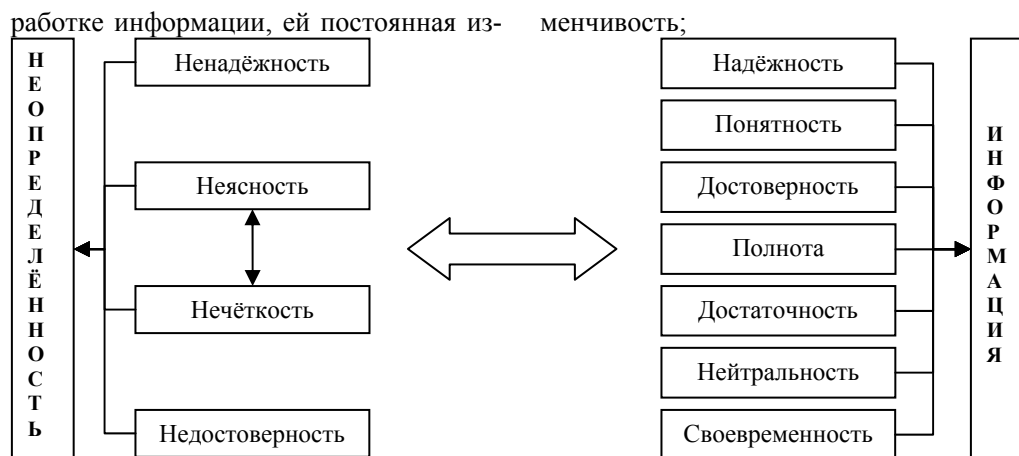 работке информации, ей постоянная из-
менчивость;
НЕОПРЕДЕЛЁННОСТЬ
Ненадёжность
Неясность
Нечёткость
Недостоверность
Надёжность
Понятность
Достоверность
Полнота
Достаточность
Нейтральность
Своевременность
ИНФОРМАЦИЯ